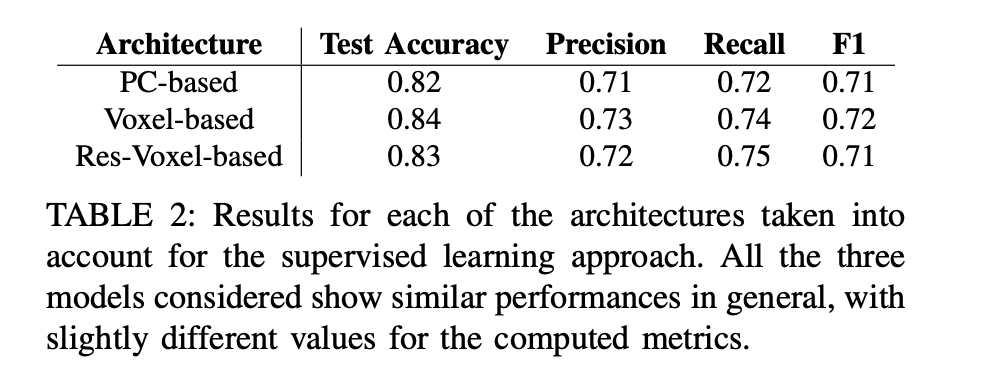 Architecture Test Accuracy Precision Recall F1
PC-based 0.82 0.71 0.72 0.71
Voxel-based 0.84 0.73 0.74 0.72
Res-Voxel-based 0.83 0.72 0.75 0.71
TABLE 2: Results for each of the architectures taken into
account for the supervised learning approach. All the three
models considered show similar performances in general, with
slightly different values for the computed metrics.